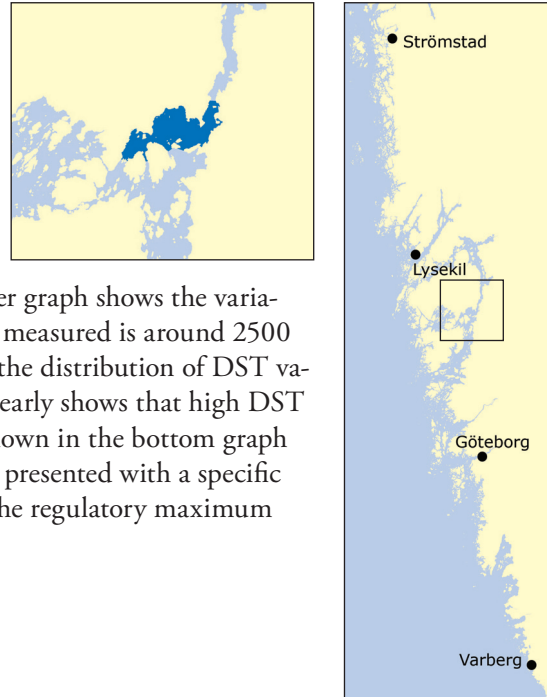 er graph shows the varia-
measured is around 2500
the distribution of DST va-
early shows that high DST
own in the bottom graph
presented with a specific
he regulatory maximum
Strömstad
Lysekil
Göteborg
Varberg